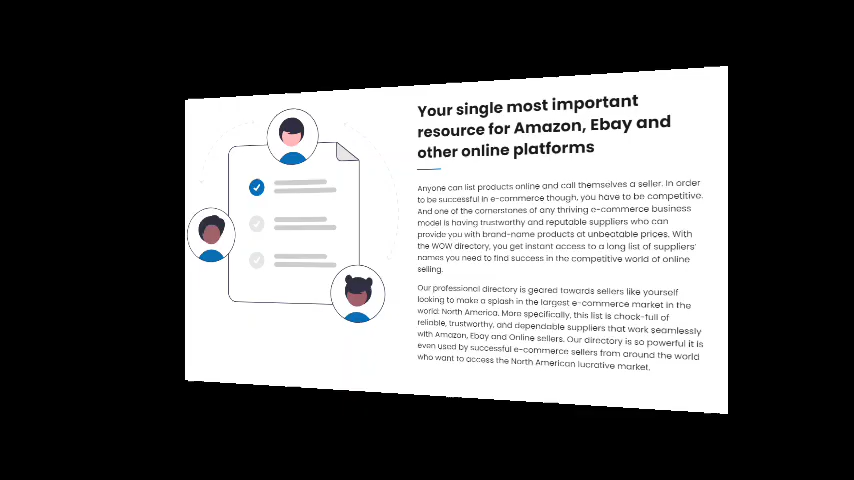 Your single most important
resource for Amazon, Ebay and
other online platforms
Anyone can list products online and call themselves a seller. In order
to be successful in e-commerce though, you have to be competitive.
And one of the cornerstones of any thriving e-commerce business
model is having trustworthy and reputable suppliers who can
provide you with brand-name products at unbeatable prices. With
the WOW directory, you get instant access to a long list of suppliers'
names you need to find success in the competitive world of online
selling.
Our professional directory is geared towards sellers like yourself
looking to make a splash in the largest e-commerce market in the
world: North America. More specifically, this list is chock-full of
reliable, trustworthy, and dependable suppliers that work seamlessly
with Amazon, Ebay and Online sellers. Our directory is so powerful it is
even used by successful e-commerce sellers from around the world
who want to access the North American lucrative market.